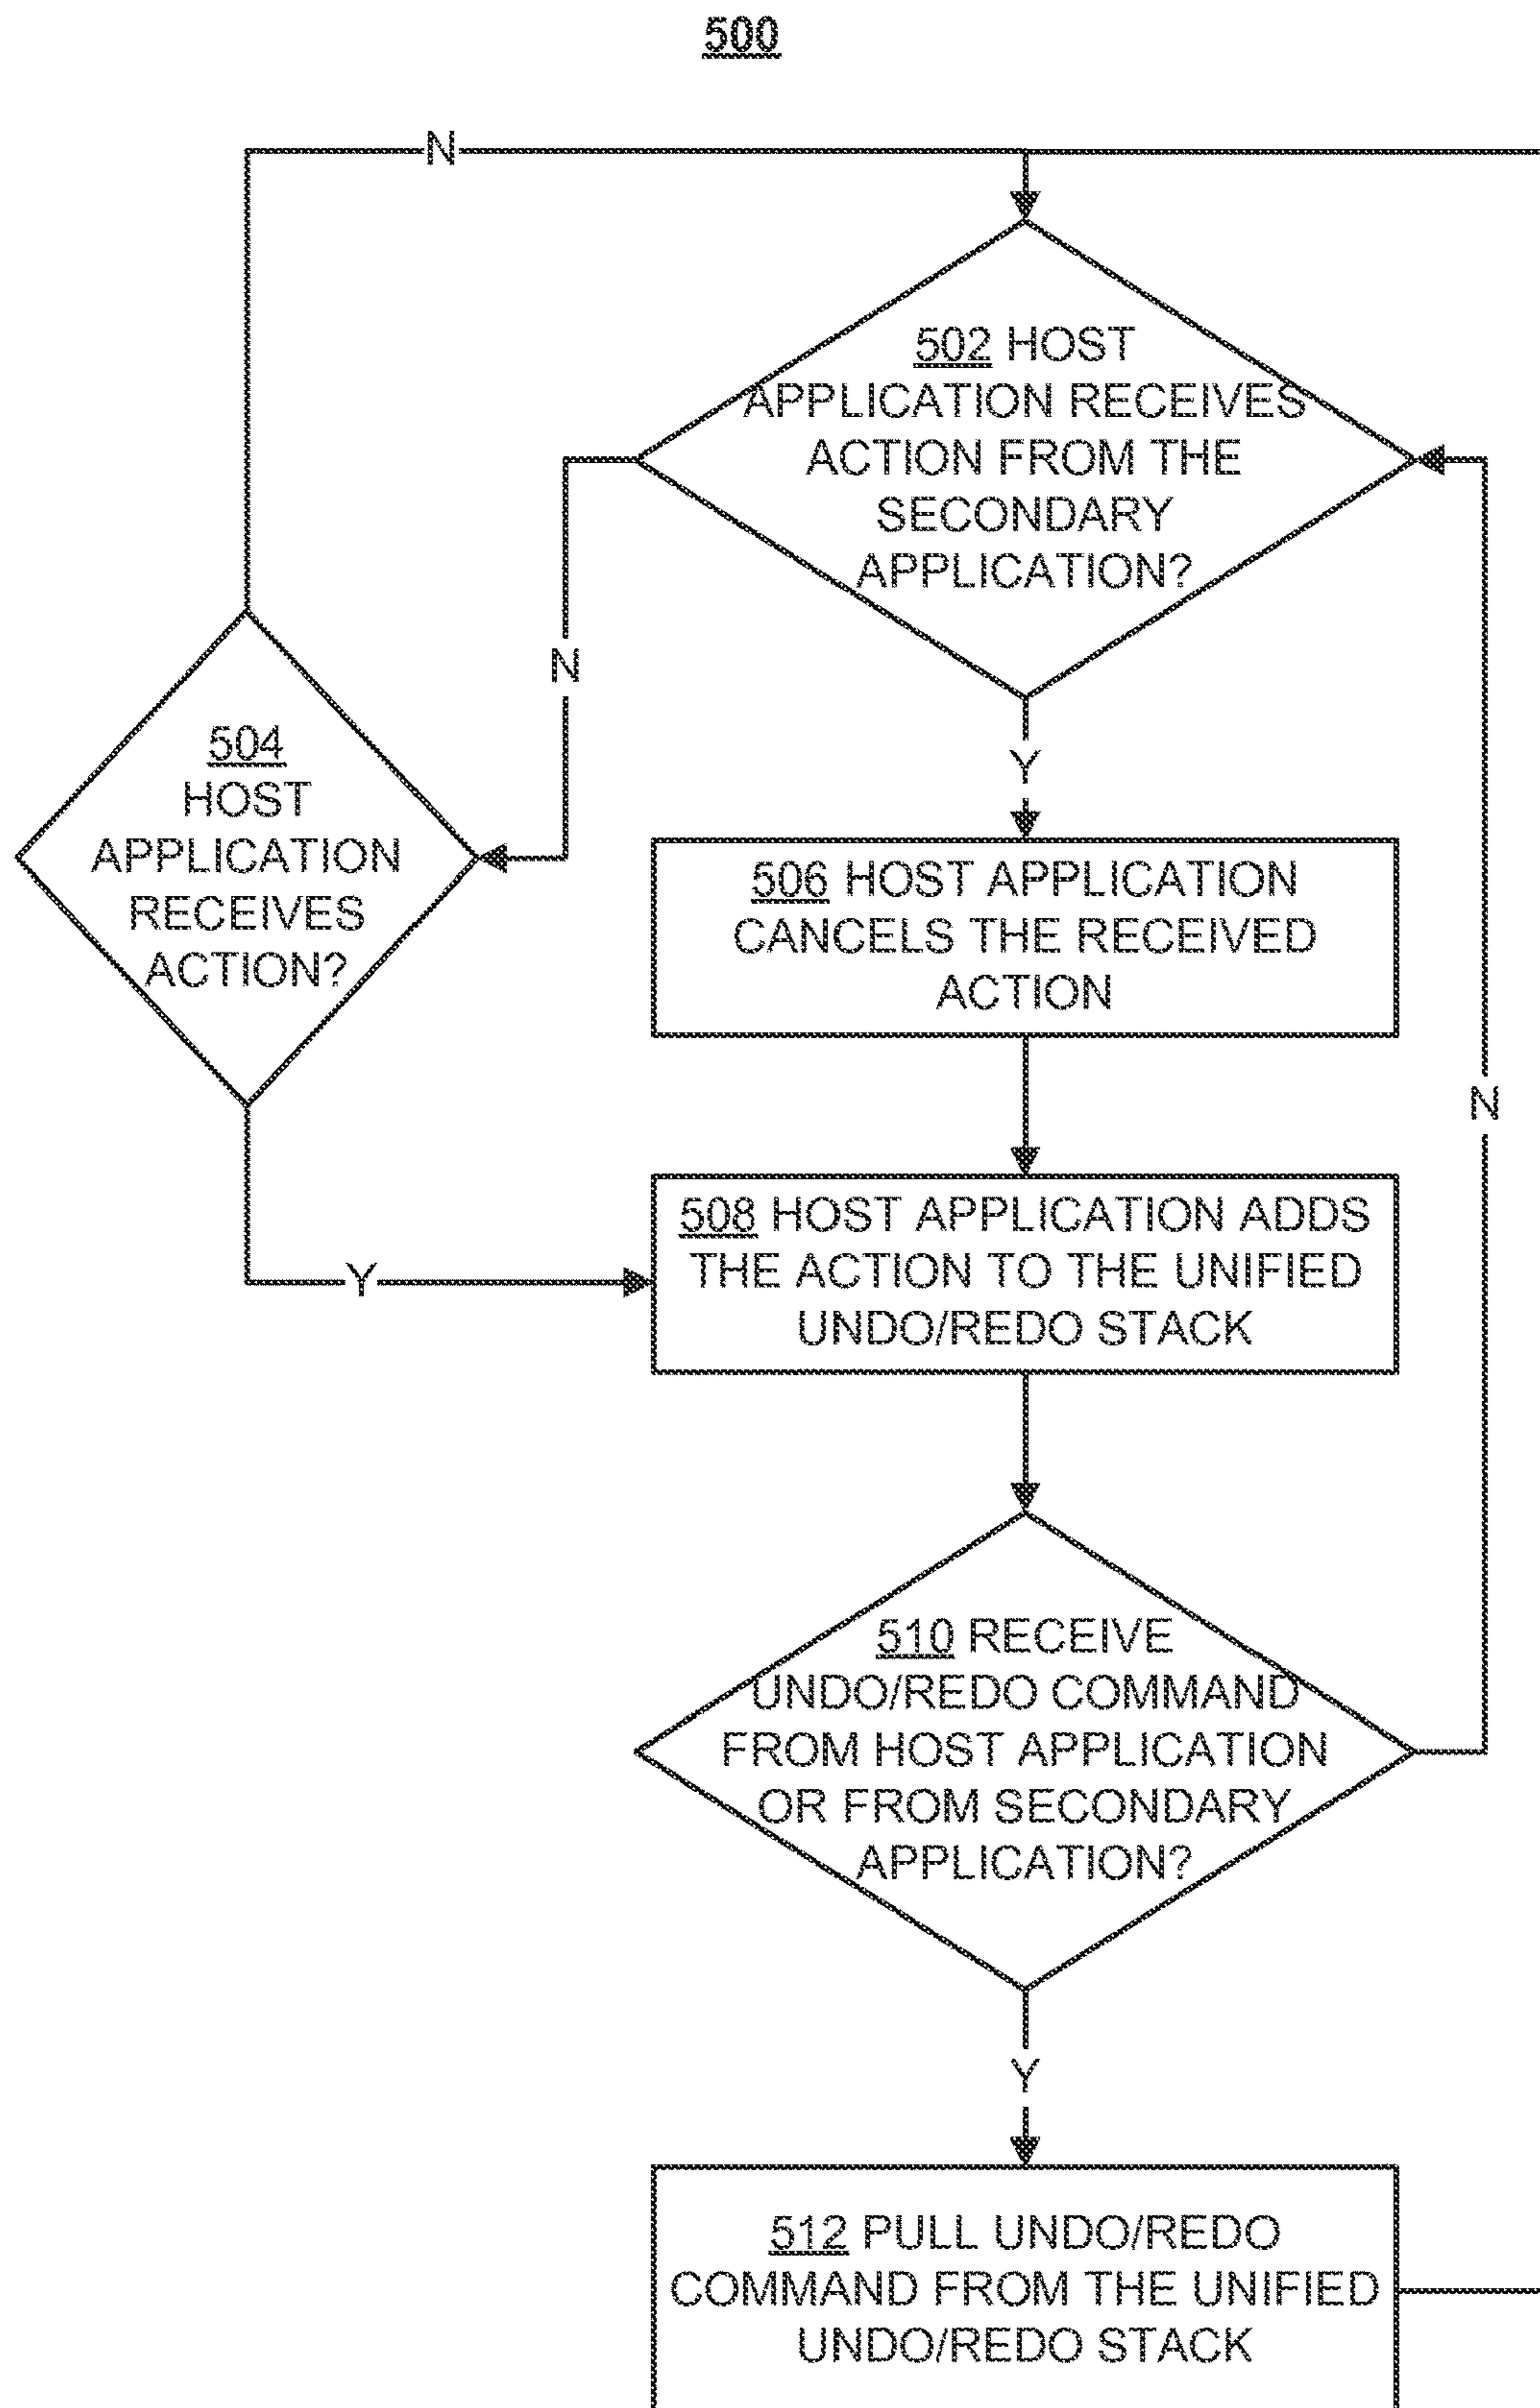 500
N
502 HOST
APPLICATION RECEIVES
ACTION FROM THE
SECONDARY
APPLICATION?
N
504
HOST
APPLICATION
RECEIVES
ACTION?
Y
506 HOST APPLICATION
CANCELS THE RECEIVED
ACTION
N
508 HOST APPLICATION ADDS
THE ACTION TO THE UNIFIED
UNDO/REDO STACK
Y
510 RECEIVE
UNDO/REDO COMMAND
FROM HOST APPLICATION
OR FROM SECONDARY
APPLICATION?
Y
512 PULL UNDO/REDO
COMMAND FROM THE UNIFIED
UNDO/REDO STACK